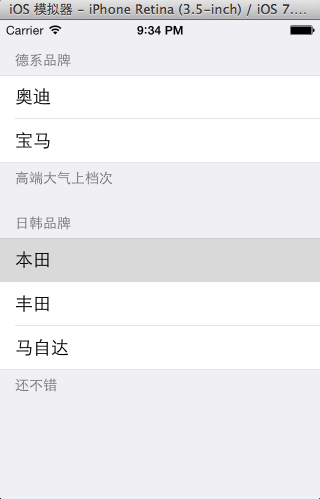 iOS 模拟器 – iPhone Retina (3.5-inch) / iOS 7....
Carrier 9:34 PM
德系品牌
奥迪
宝马
高端大气上档次
日韩品牌
本田
丰田
马自达
还不错